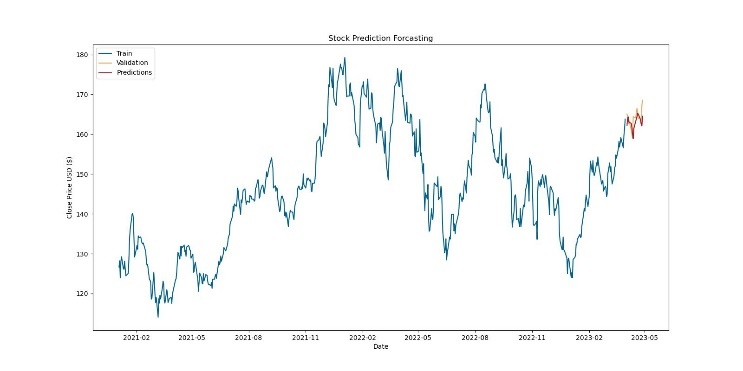 Stock Prediction Forcasting
Train
Validation
Predictions
Close Price USD ($)
180
170
160
150
140
130
120
2021-02
2021-05
2021-08
2021-11
2022-02
2022-05
2022-08
2022-11
2023-02
2023-05
Date